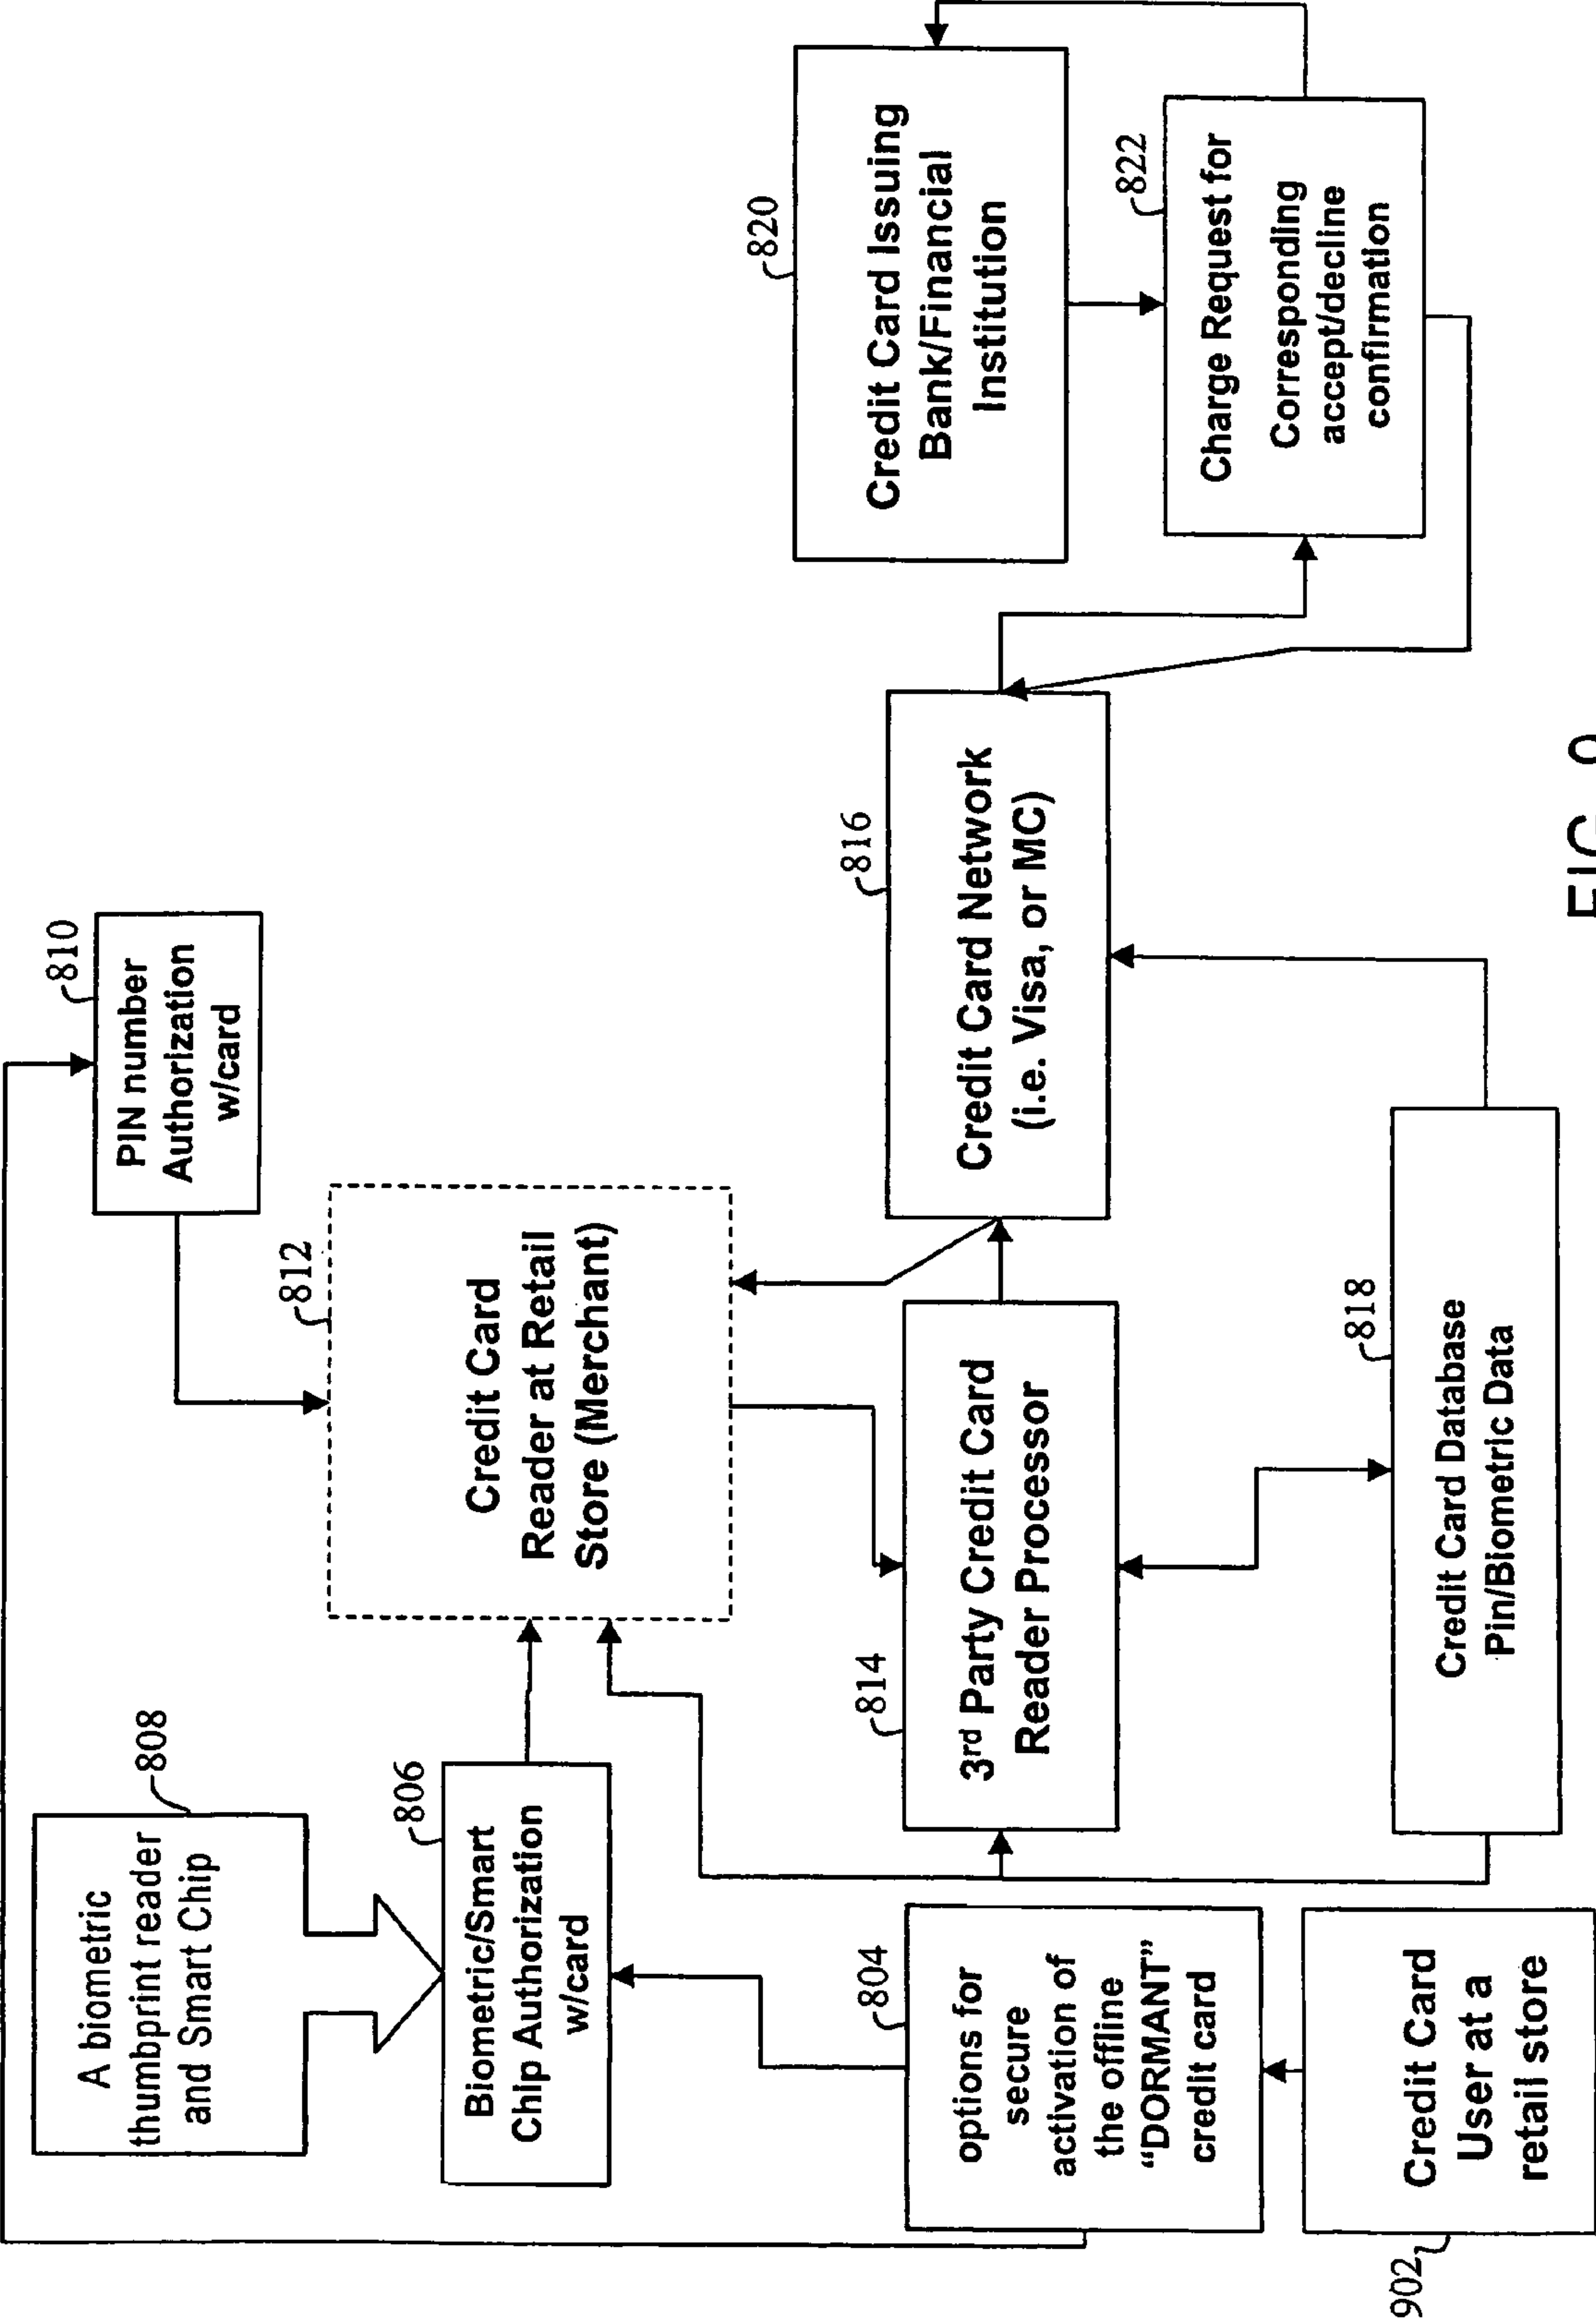 A biometric
thumbprint reader
and Smart Chip
808
810
PIN number
Authorization
w/card
806
Biometric/Smart
Chip Authorization
w/card
812
Credit Card
Reader at Retail
Store (Merchant)
804
options for
secure
activation of
the offline
“DORMANT”
credit card
814
3rd Party Credit Card
Reader Processor
816
Credit Card Network
(i.e. Visa, or MC)
820
Credit Card Issuing
Bank/Financial
Institution
822
Charge Request for
Corresponding
accept/decline
confirmation
902
Credit Card
User at a
retail store
818
Credit Card Database
Pin/Biometric Data
FIG. 9